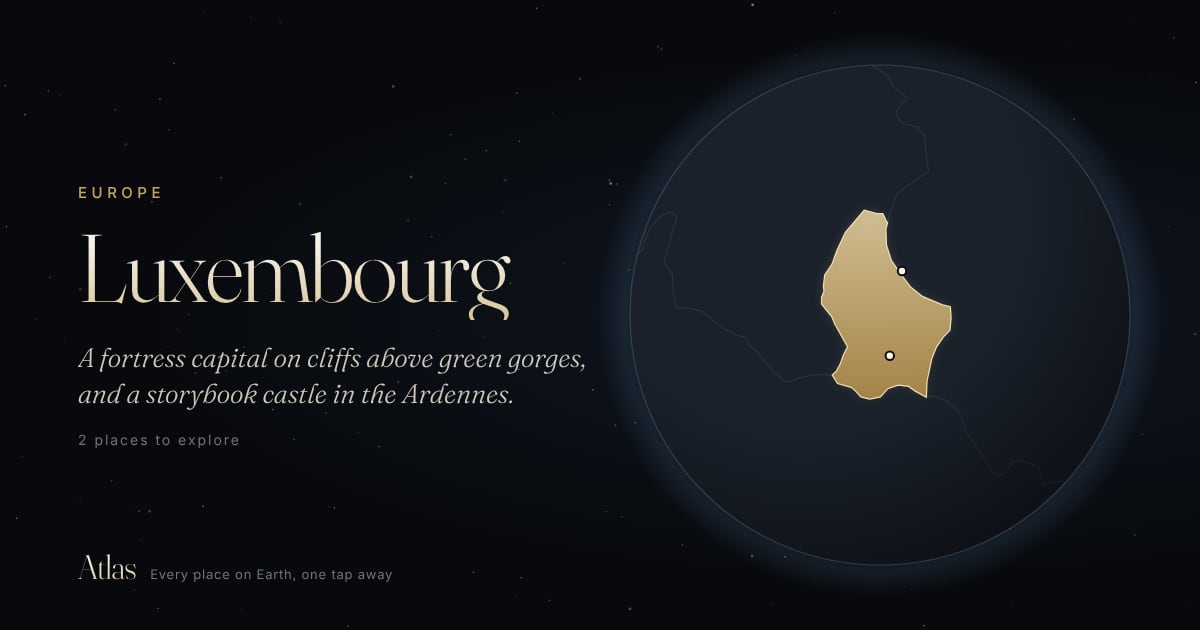 EUROPE
Luxembourg
A fortress capital on cliffs above green gorges,
and a storybook castle in the Ardennes.
2 places to explore
Atlas Every place on Earth, one tap away